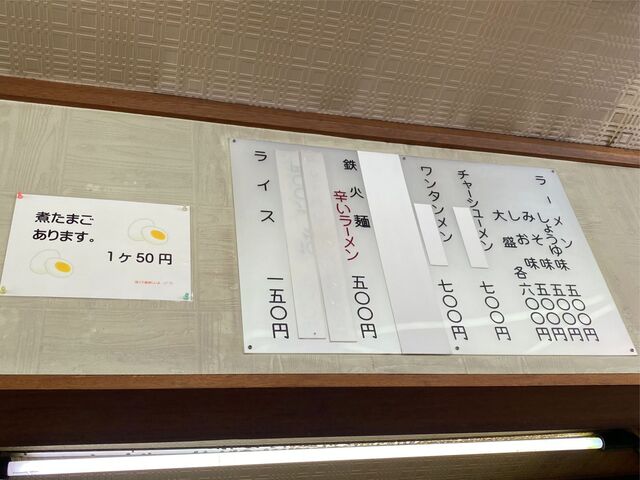 煮たまご
あります。
1ヶ50円
ラーメン
しょうゆ味 五〇〇円
みそ味 五〇〇円
しお味 五〇〇円
大盛 各 六〇〇円
チャーシューメン 七〇〇円
ワンタンメン 七〇〇円
鉄火麺 五〇〇円
辛いラーメン
ライス 一五〇円